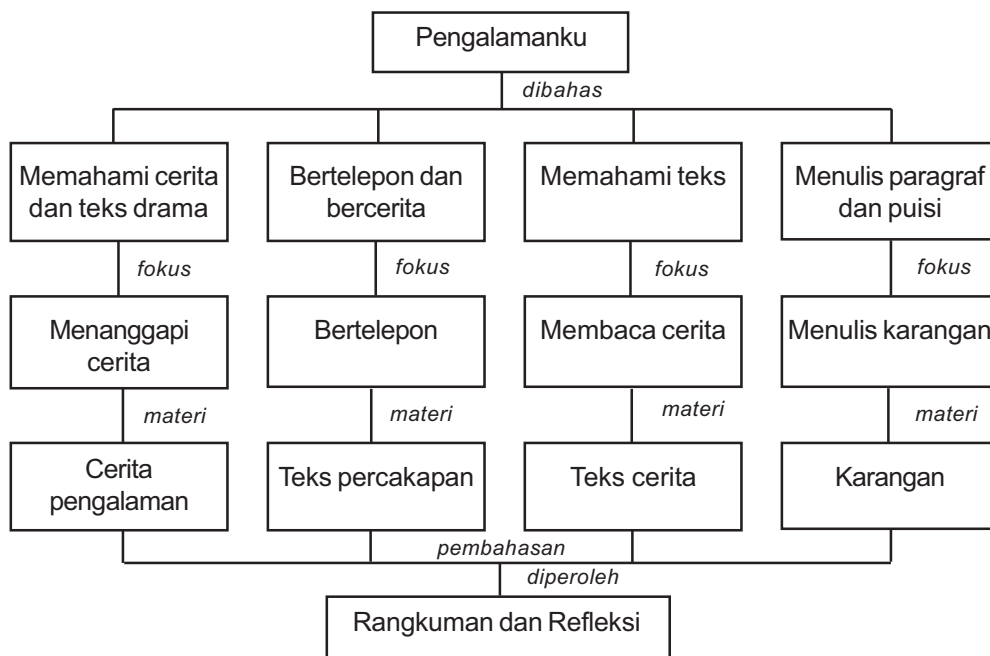 Pengalamanku
dibahas
Memahami cerita
dan teks drama
Bertelepon dan
bercerita
Memahami teks
Menulis paragraf
dan puisi
fokus
fokus
fokus
fokus
Menanggapi
cerita
Bertelepon
Membaca cerita
Menulis karangan
materi
materi
materi
materi
Cerita
pengalaman
Teks percakapan
Teks cerita
Karangan
pembahasan
diperoleh
Rangkuman dan Refleksi